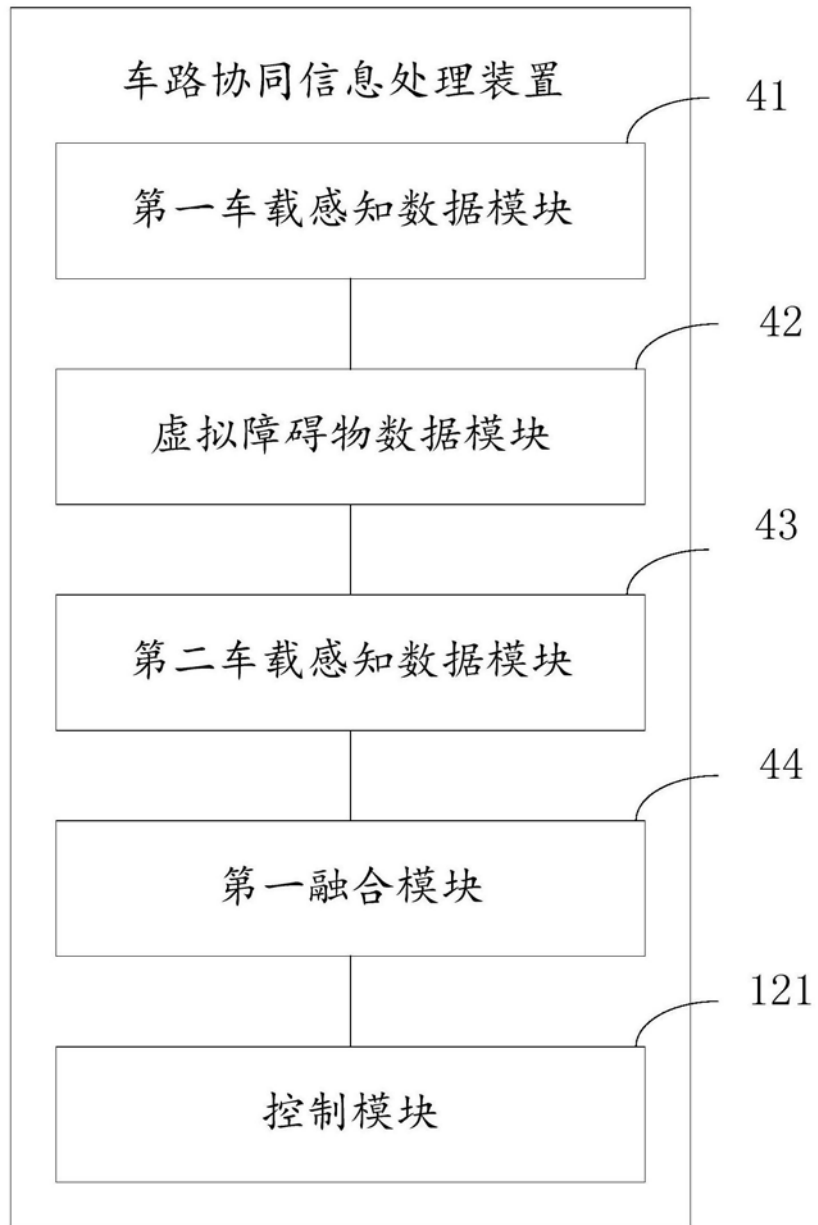 车路协同信息处理装置
41
第一车载感知数据模块
42
虚拟障碍物数据模块
43
第二车载感知数据模块
44
第一融合模块
121
控制模块